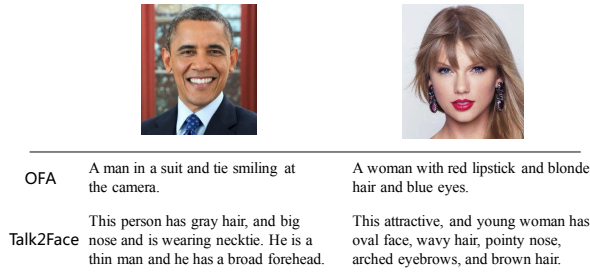 OFA
A man in a suit and tie smiling at
the camera.
A woman with red lipstick and blonde
hair and blue eyes.
Talk2Face
This person has gray hair, and big
nose and is wearing necktie. He is a
thin man and he has a broad forehead.
This attractive, and young woman has
oval face, wavy hair, pointy nose,
arched eyebrows, and brown hair.